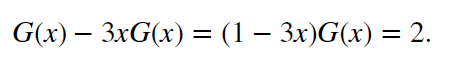 G(x) − 3xG(x) = (1 − 3x)G(x) = 2.